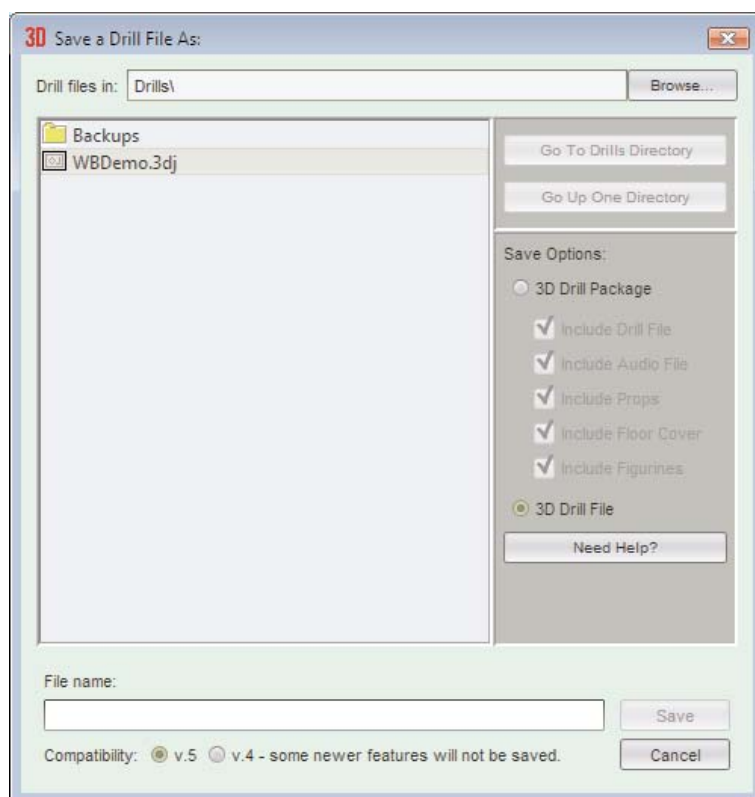 3D Save a Drill File As:
Drill files in: Drills\ Browse...
Backups
WBDemo.3dj
Go To Drills Directory
Go Up One Directory
Save Options:
3D Drill Package
Include Drill File
Include Audio File
Include Props
Include Floor Cover
Include Figurines
3D Drill File
Need Help?
File name:
Save
Compatibility: v.5 v.4 - some newer features will not be saved.
Cancel